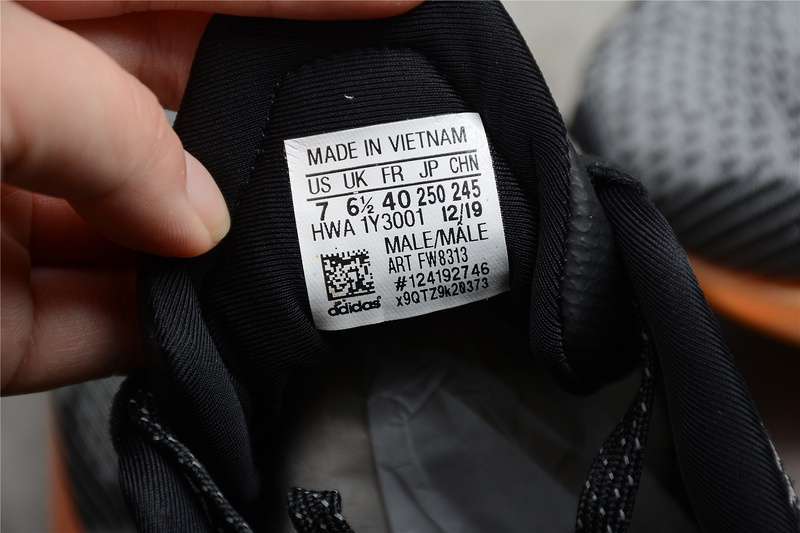 MADE IN VIETNAM
US UK FR JP CHN
7 6½ 40 250 245
HWA 1Y3001 12/19
MALE/MÂLE
ART FW8313
#124192746
x9QTZ9k20373
adidas